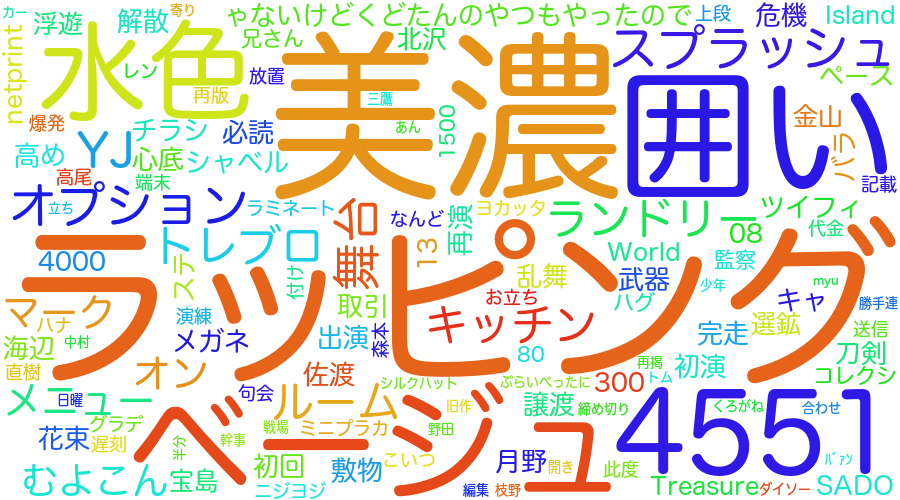 カー
寄り
ゃないけどくどたんのやつもやったので
上段
危機
Island
浮遊
解散
兄さん
北沢
スプラッシュ
netprint
水色
美濃
レン
放置
再版
三鷹
ペース
囲い
爆発
チラシ
必読
あん
1500
金山
バラ
YJ
高め
心底
シャベル
高尾
端末
記載
オプション
立ち
ラミネート
なんど
再演
ヨカッタ
ランドリー
ツイフィ
代金
08
テレブロ
舞台
13
World
監察
4000
ステ
付け
乱舞
武器
少年
myu
ラッピング
お立ち
ハグ
キャ
勝手連
マーク
ハナ
演練
取引
キッチン
完走
選鉱
送信
海辺
中村
メガネ
出演
森本
80
再掲
初演
刀剣
直樹
オン
句会
佐渡
シルクハット
ぷらいべったに
300
トム
コレクシ
メニュー
日曜
ベージュ
ルーム
旧作
譲渡
締め切り
4551
くろがね
合わせ
グラデ
花束
遅刻
半分
幹事
戦場
ミニプラカ
野田
むよこん
宝島
初回
敷物
こいつ
月野
開き
此度
ニジヨジ
編集
枝野
Treasure
ダイソー
SADO
バァン